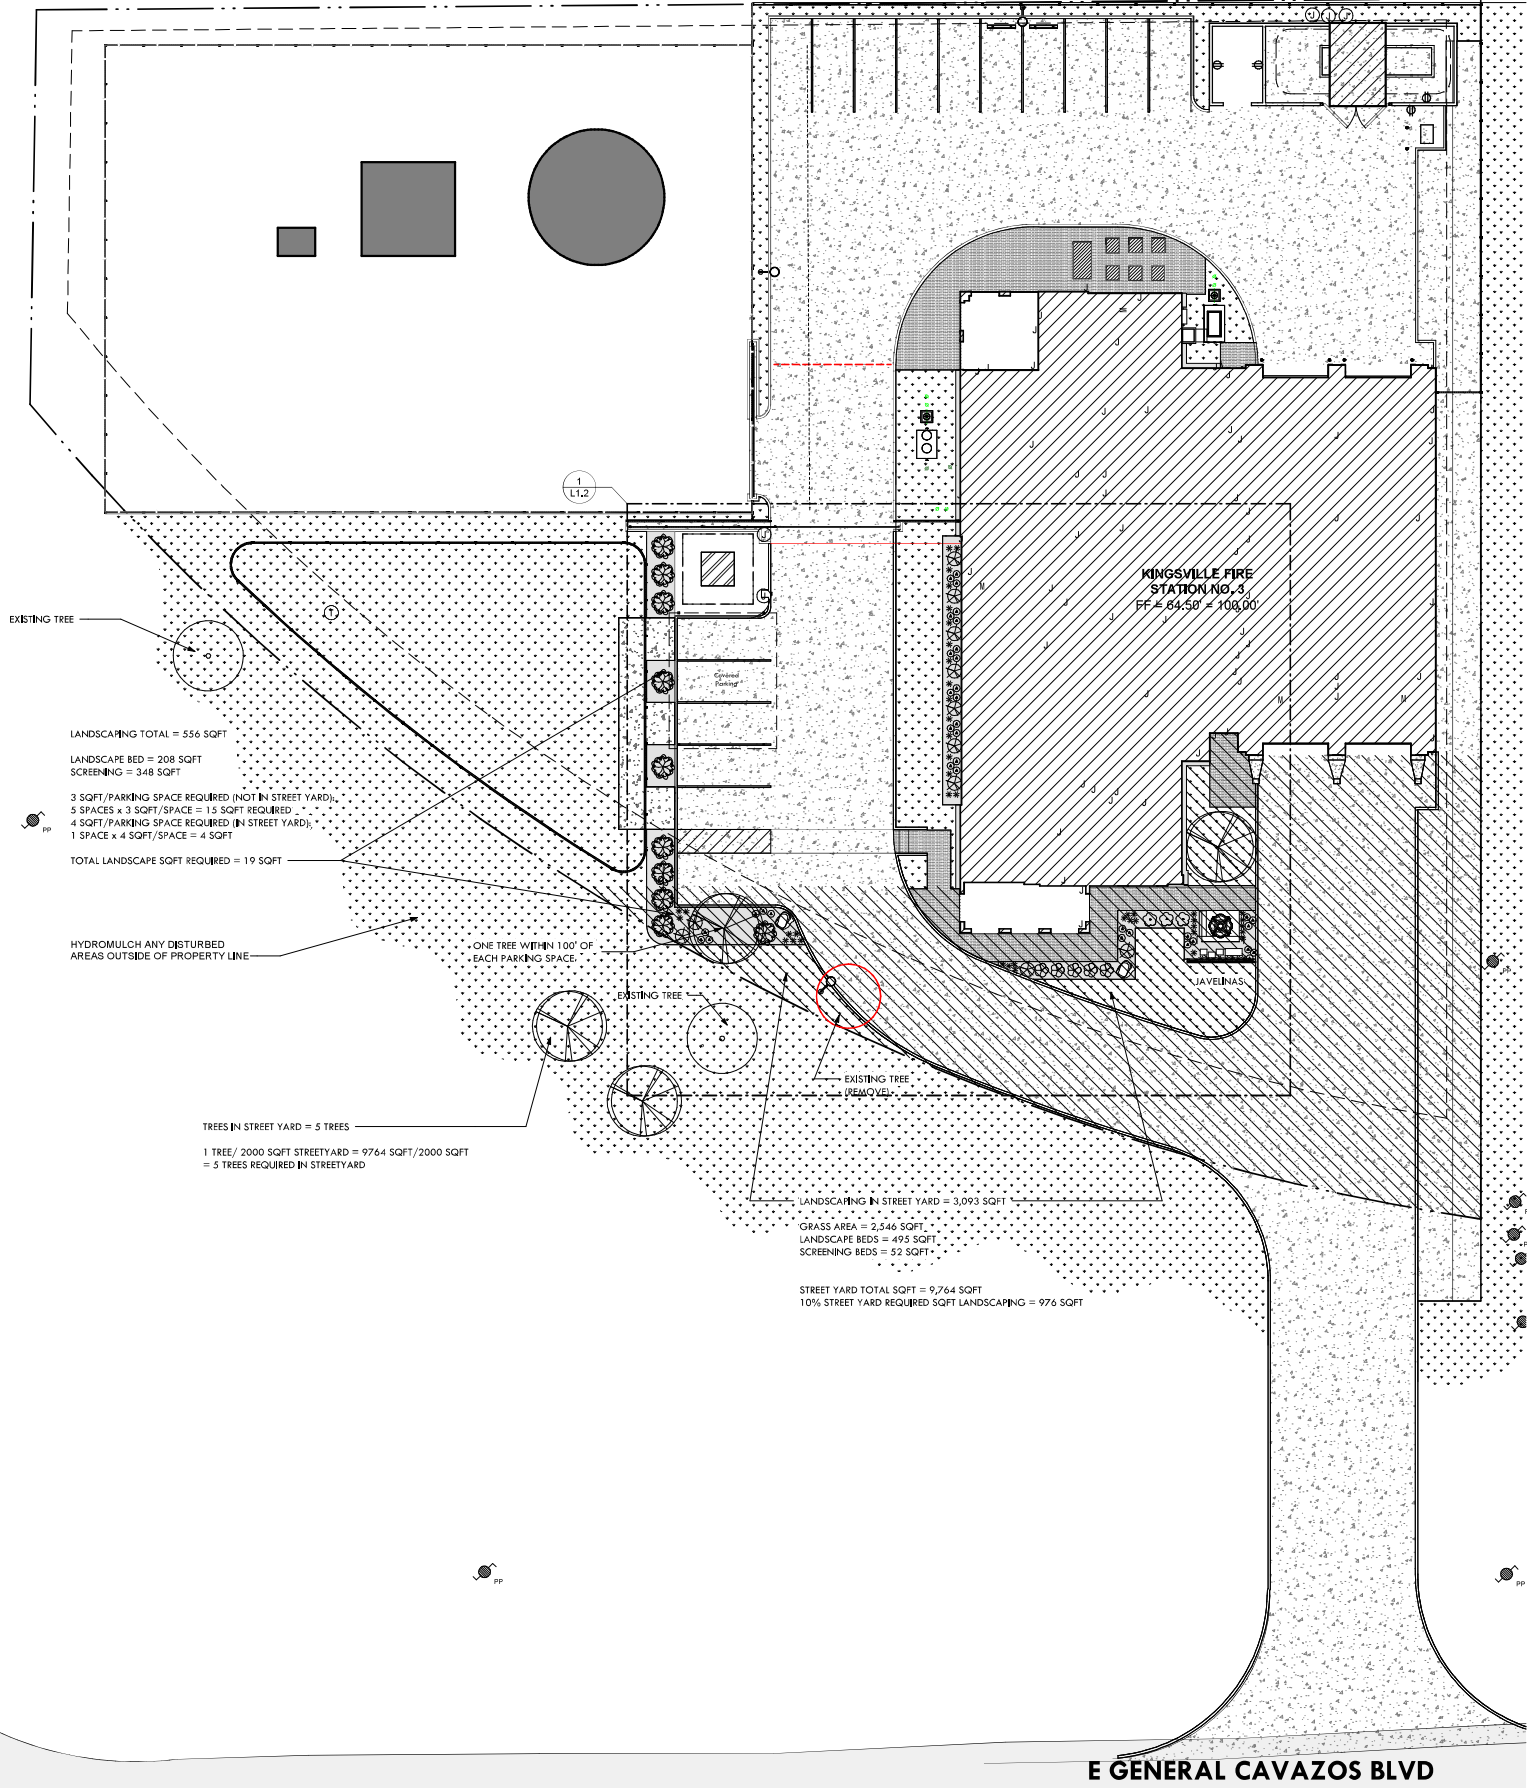 1
L1.2
KINGSVILLE FIRE
STATION NO. 3
FF = 64.50' = 100.00'
EXISTING TREE
T
Covered
Parking
LANDSCAPING TOTAL = 556 SQFT
LANDSCAPE BED = 208 SQFT
SCREENING = 348 SQFT
3 SQFT/PARKING SPACE REQUIRED (NOT IN STREET YARD):
5 SPACES x 3 SQFT/SPACE = 15 SQFT REQUIRED
4 SQFT/PARKING SPACE REQUIRED (IN STREET YARD):
1 SPACE x 4 SQFT/SPACE = 4 SQFT
PP
TOTAL LANDSCAPE SQFT REQUIRED = 19 SQFT
HYDROMULCH ANY DISTURBED
AREAS OUTSIDE OF PROPERTY LINE
ONE TREE WITHIN 100' OF
EACH PARKING SPACE
JAVELINAS
EXISTING TREE
EXISTING TREE
(REMOVE)
TREES IN STREET YARD = 5 TREES
1 TREE/ 2000 SQFT STREETYARD = 9764 SQFT/2000 SQFT
= 5 TREES REQUIRED IN STREETYARD
LANDSCAPING IN STREET YARD = 3,093 SQFT
GRASS AREA = 2,546 SQFT
LANDSCAPE BEDS = 495 SQFT
SCREENING BEDS = 52 SQFT
STREET YARD TOTAL SQFT = 9,764 SQFT
10% STREET YARD REQUIRED SQFT LANDSCAPING = 976 SQFT
PP
PP
E GENERAL CAVAZOS BLVD